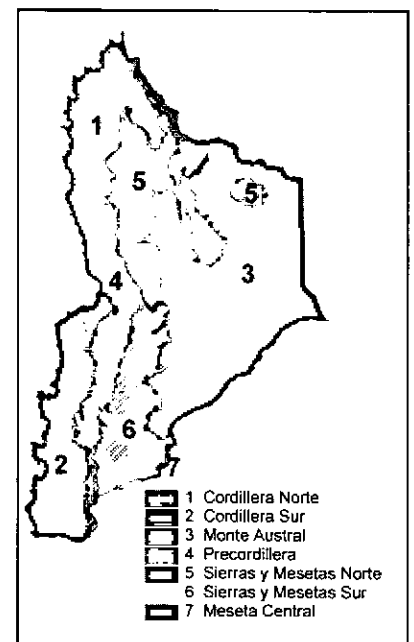 1
5
5
3
4
6
2
7
1 Cordillera Norte
2 Cordillera Sur
3 Monte Austral
4 Precordillera
5 Sierras y Mesetas Norte
6 Sierras y Mesetas Sur
7 Meseta Central